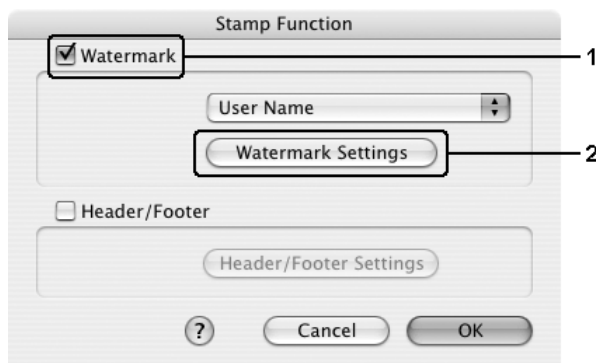 Stamp Function
Watermark 1
User Name
Watermark Settings 2
Header/Footer
Header/Footer Settings
? Cancel OK